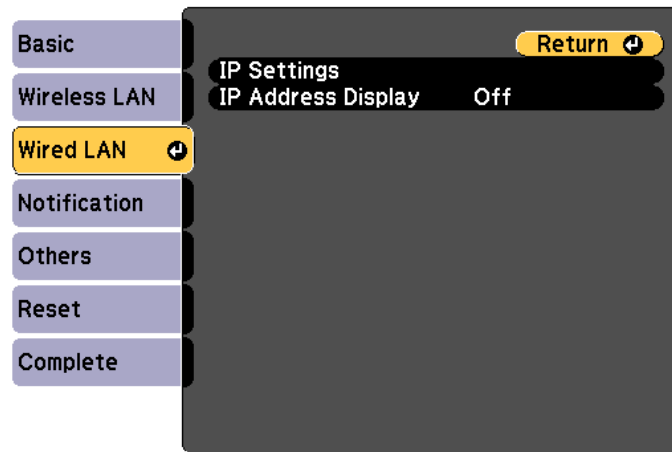 Basic
Wireless LAN
Wired LAN
Notification
Others
Reset
Complete
Return
IP Settings
IP Address Display Off